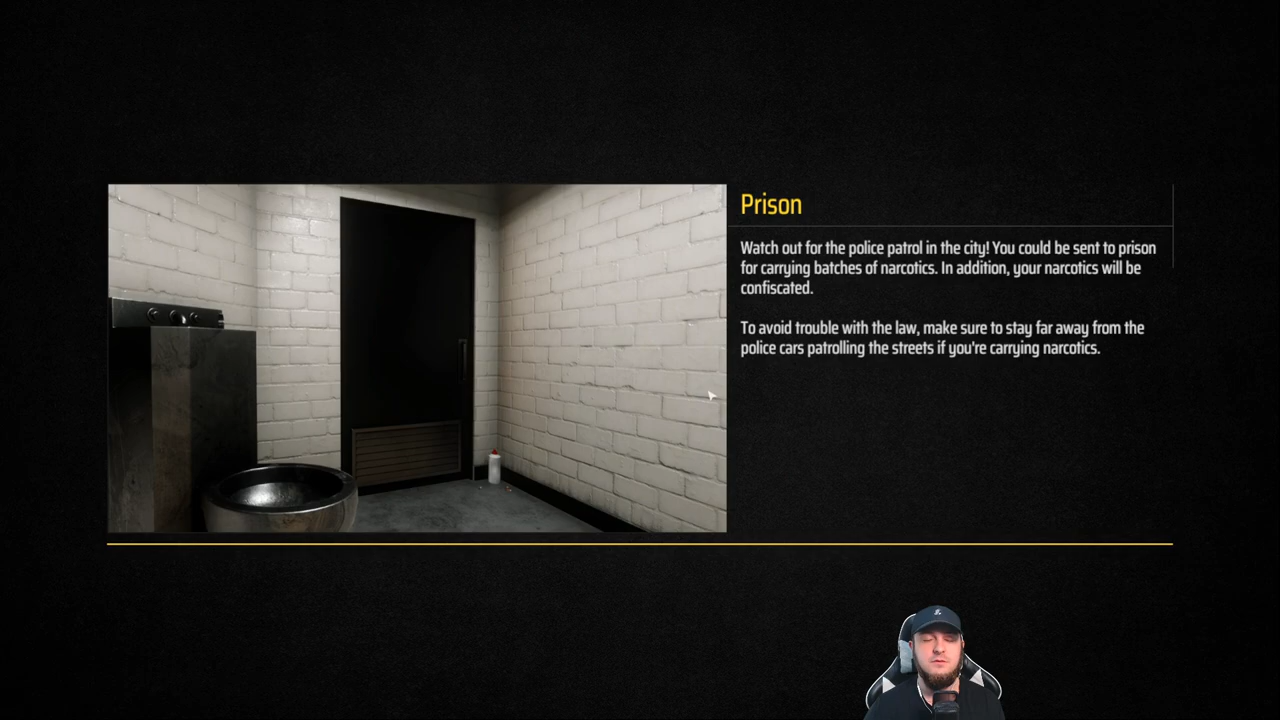 Prison
Watch out for the police patrol in the city! You could be sent to prison
for carrying batches of narcotics. In addition, your narcotics will be
confiscated.
To avoid trouble with the law, make sure to stay far away from the
police cars patrolling the streets if you're carrying narcotics.